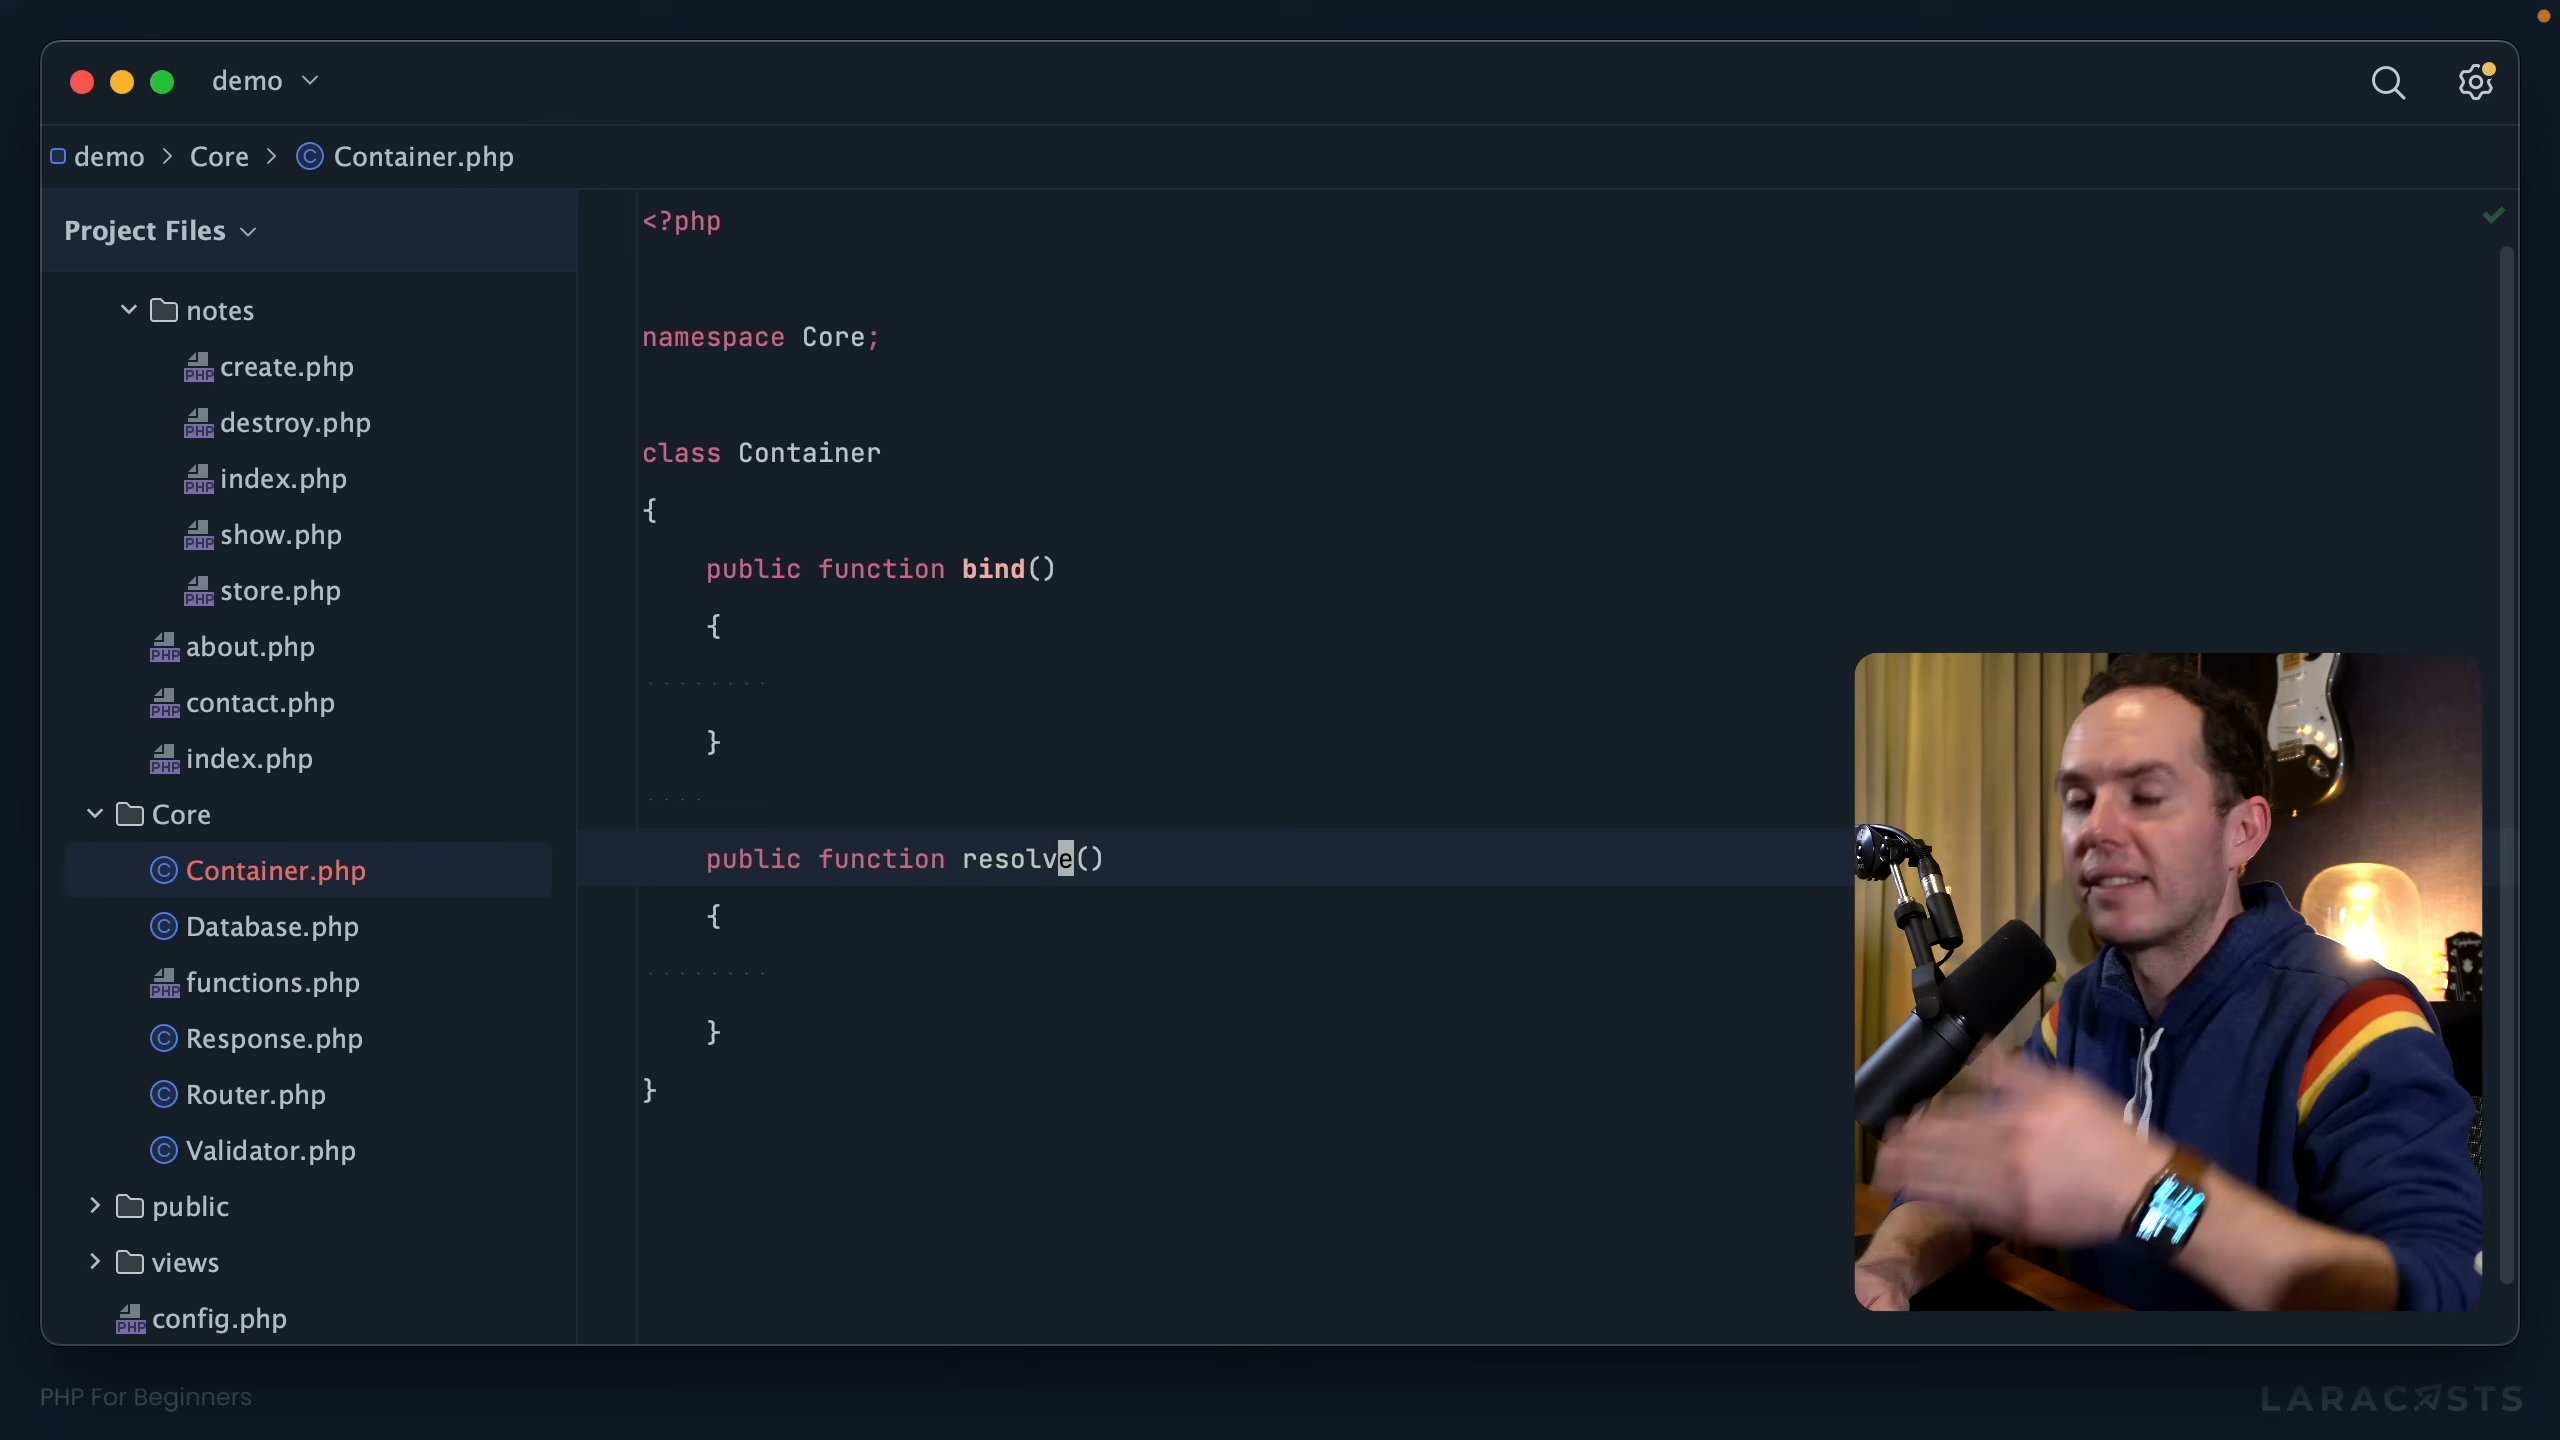 demo
demo > Core > Container.php
Project Files
notes
create.php
destroy.php
index.php
show.php
store.php
about.php
contact.php
index.php
Core
Container.php
Database.php
functions.php
Response.php
Router.php
Validator.php
public
views
config.php
<?php
namespace Core;
class Container
{
public function bind()
{
}
public function resolve()
{
}
}
PHP For Beginners
LARACASTS